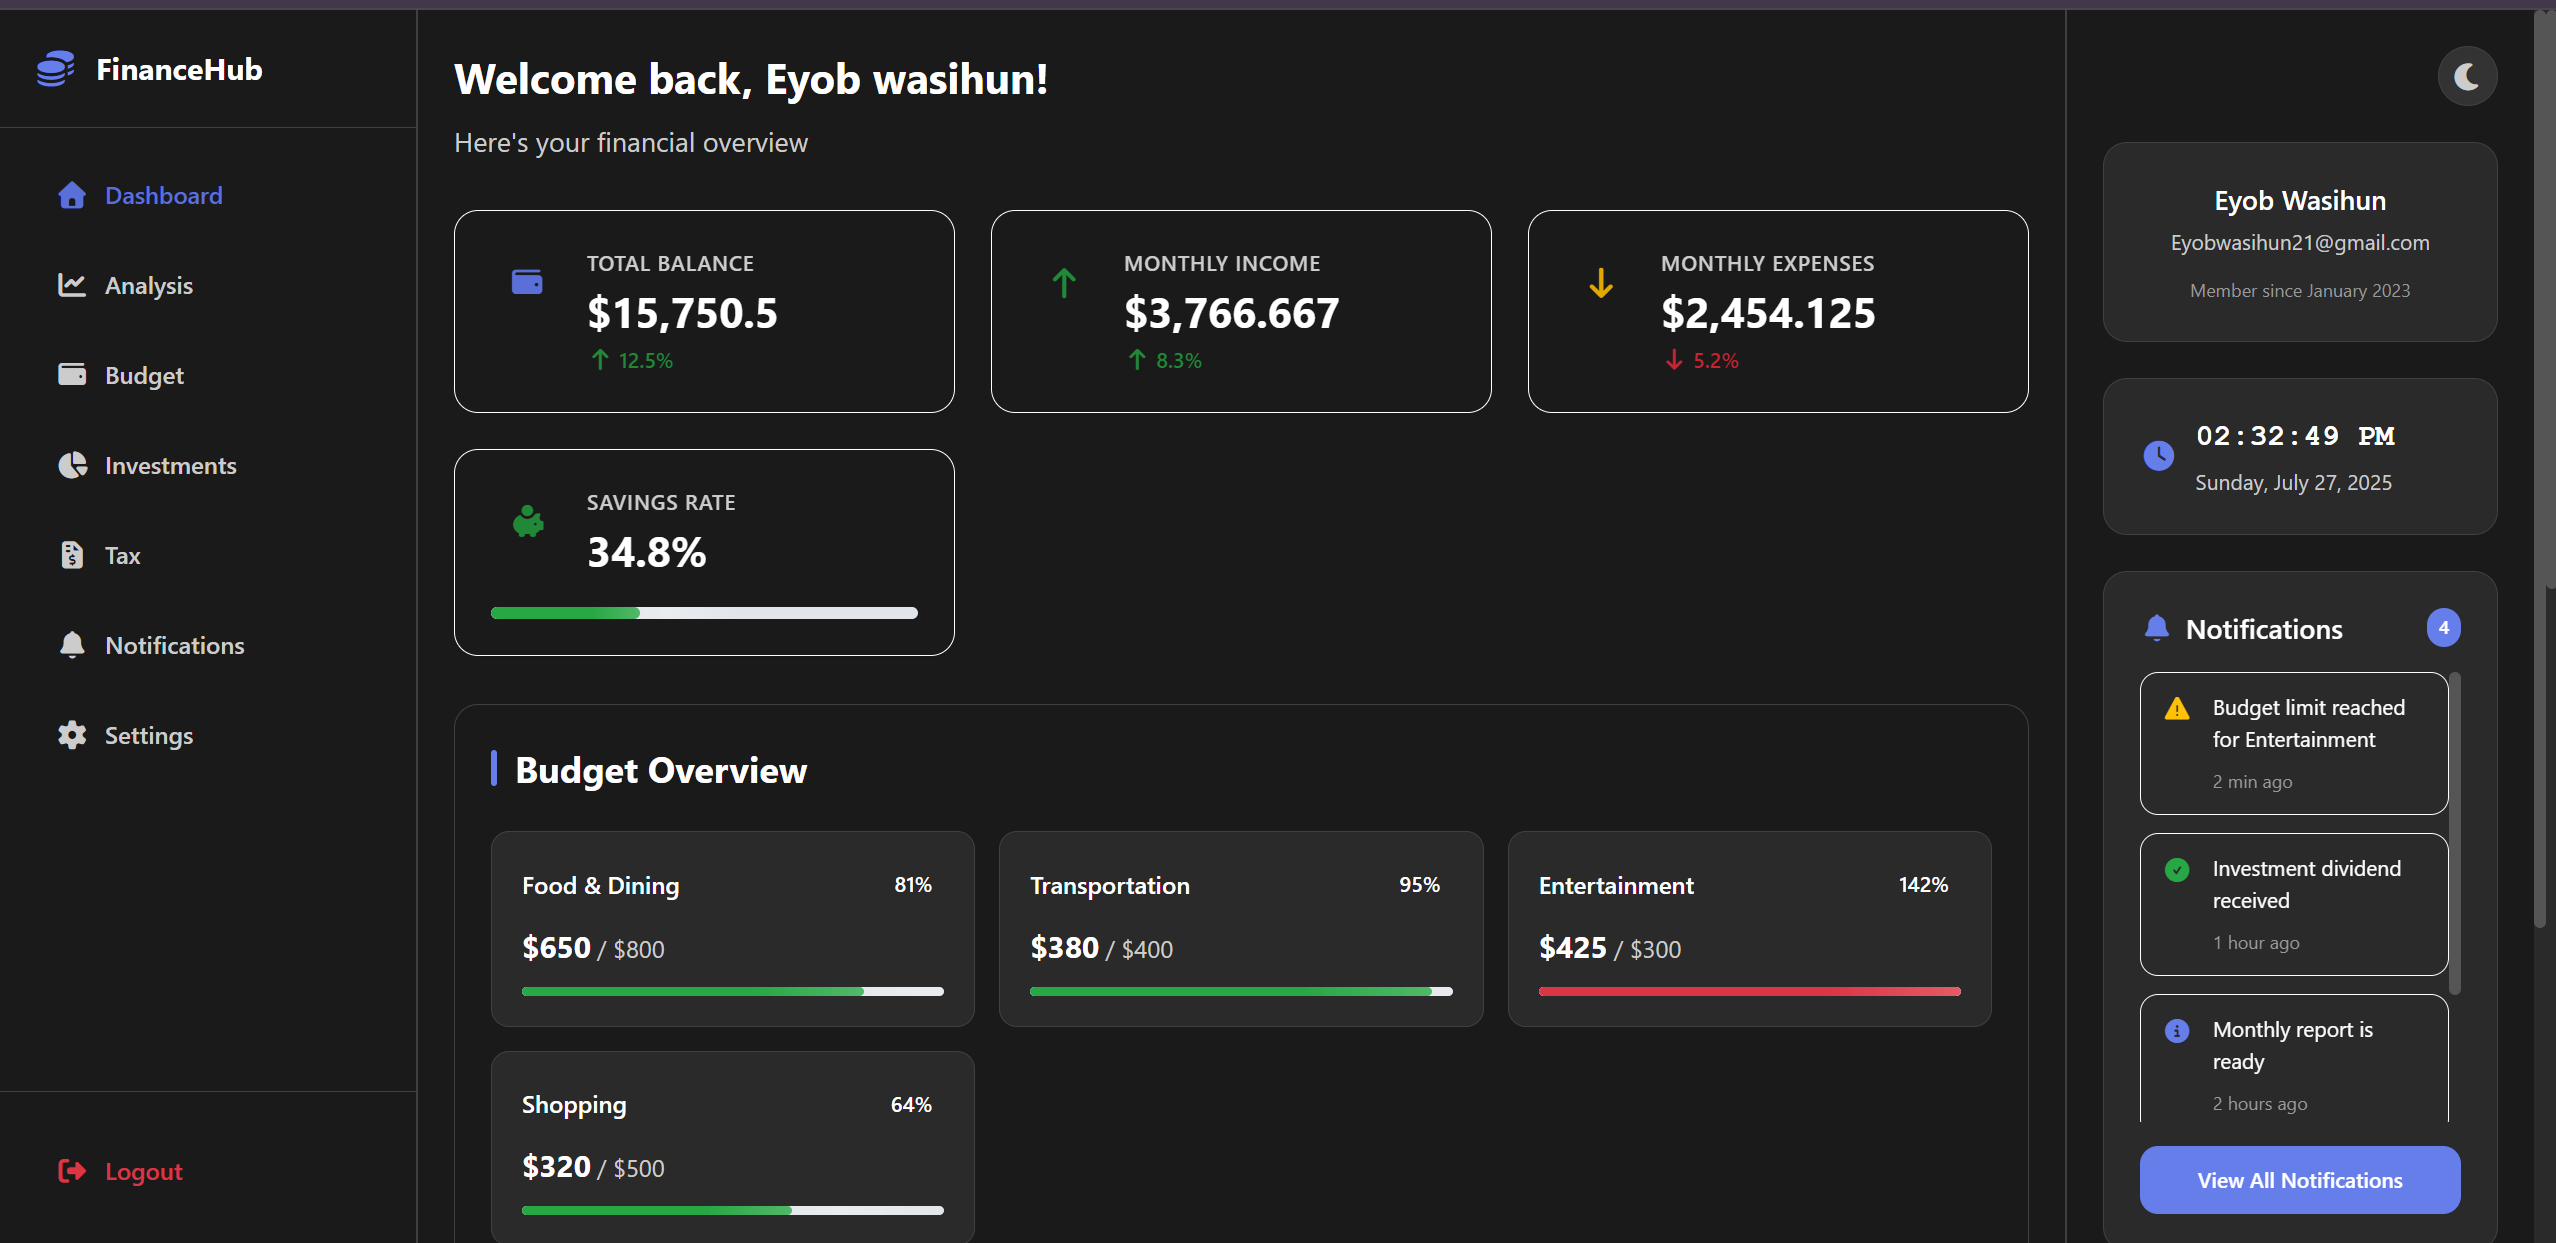 FinanceHub
Dashboard
Analysis
Budget
Investments
Tax
Notifications
Settings
Logout
Welcome back, Eyob wasihun!
Here's your financial overview
TOTAL BALANCE
$15,750.5
12.5%
MONTHLY INCOME
$3,766.667
8.3%
MONTHLY EXPENSES
$2,454.125
5.2%
SAVINGS RATE
34.8%
Budget Overview
Food & Dining 81%
$650 / $800
Transportation 95%
$380 / $400
Entertainment 142%
$425 / $300
Shopping 64%
$320 / $500
Eyob Wasihun
Eyobwasihun21@gmail.com
Member since January 2023
02:32:49 PM
Sunday, July 27, 2025
Notifications 4
Budget limit reached
for Entertainment
2 min ago
Investment dividend
received
1 hour ago
Monthly report is
ready
2 hours ago
View All Notifications